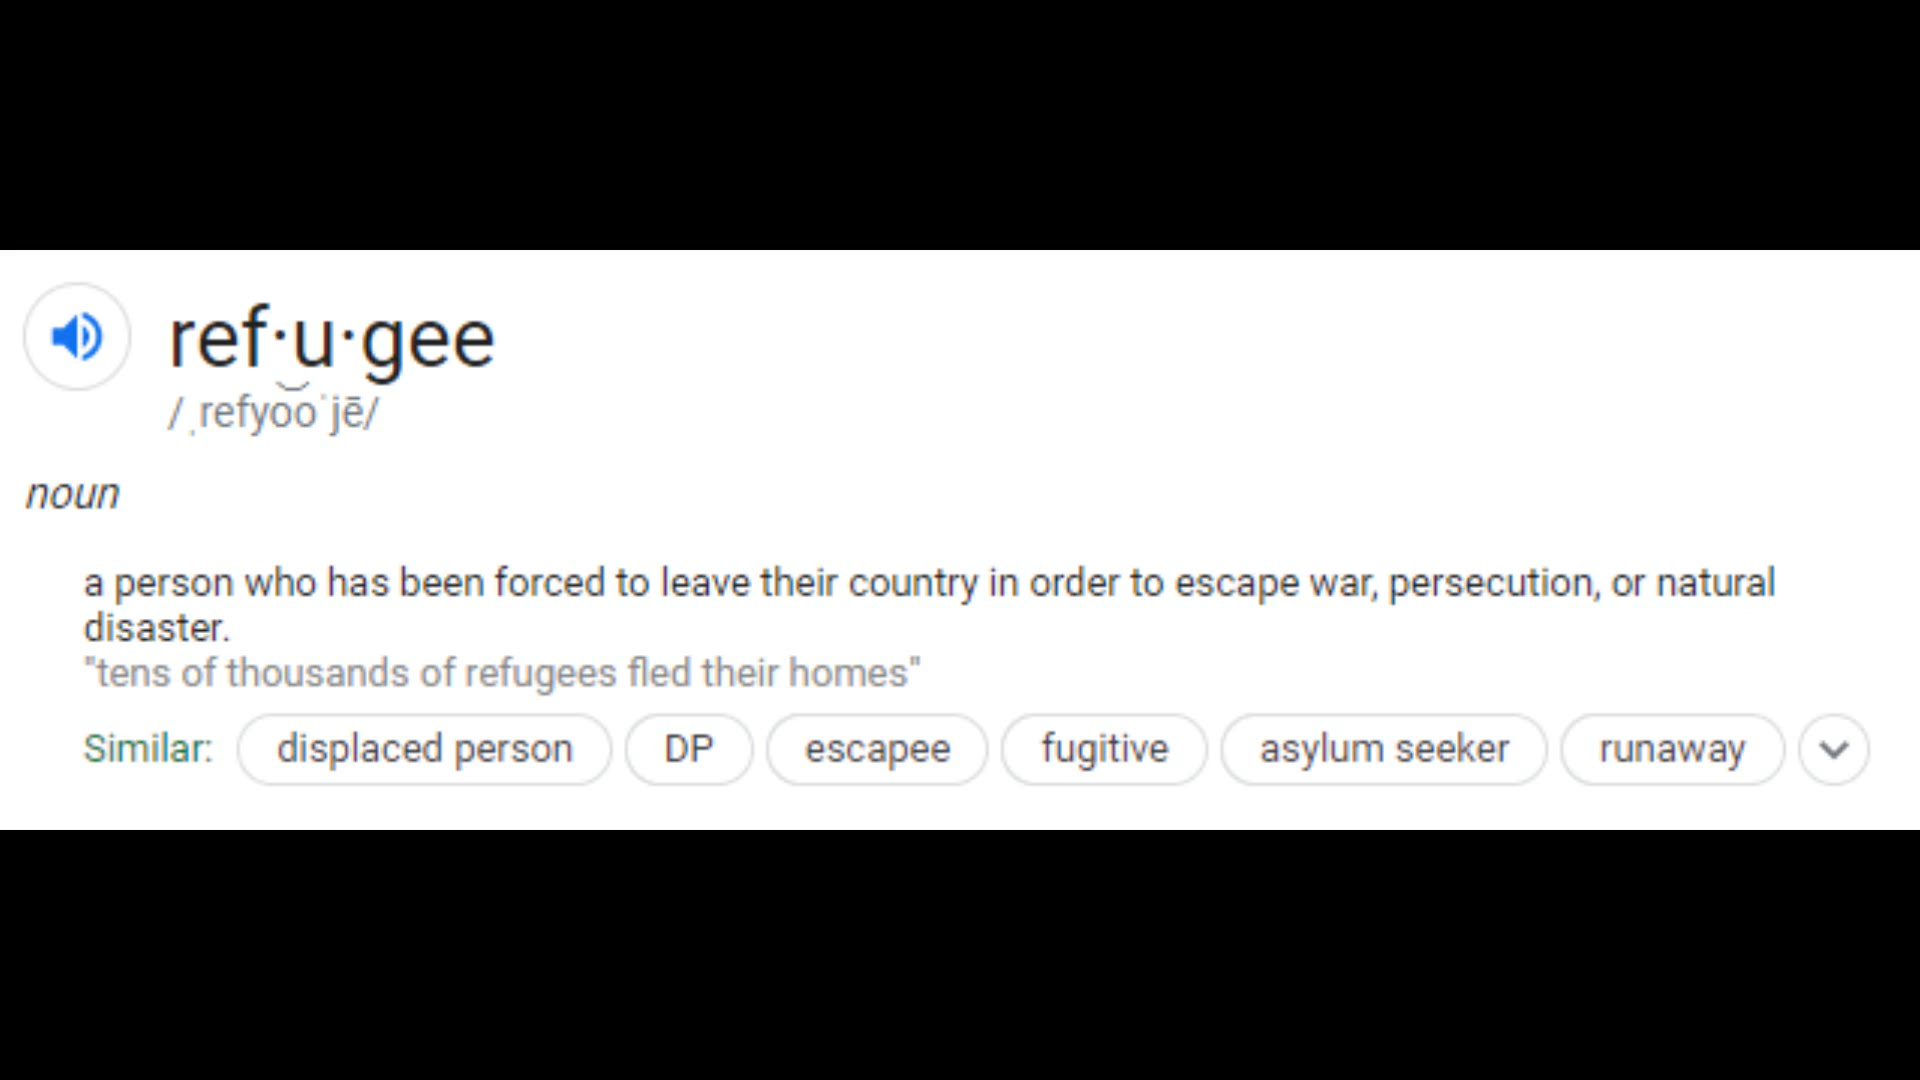 ref·u·gee
/ˌrefyo͝oˈjē/
noun
a person who has been forced to leave their country in order to escape war, persecution, or natural
disaster.
"tens of thousands of refugees fled their homes"
Similar: displaced person DP escapee fugitive asylum seeker runaway